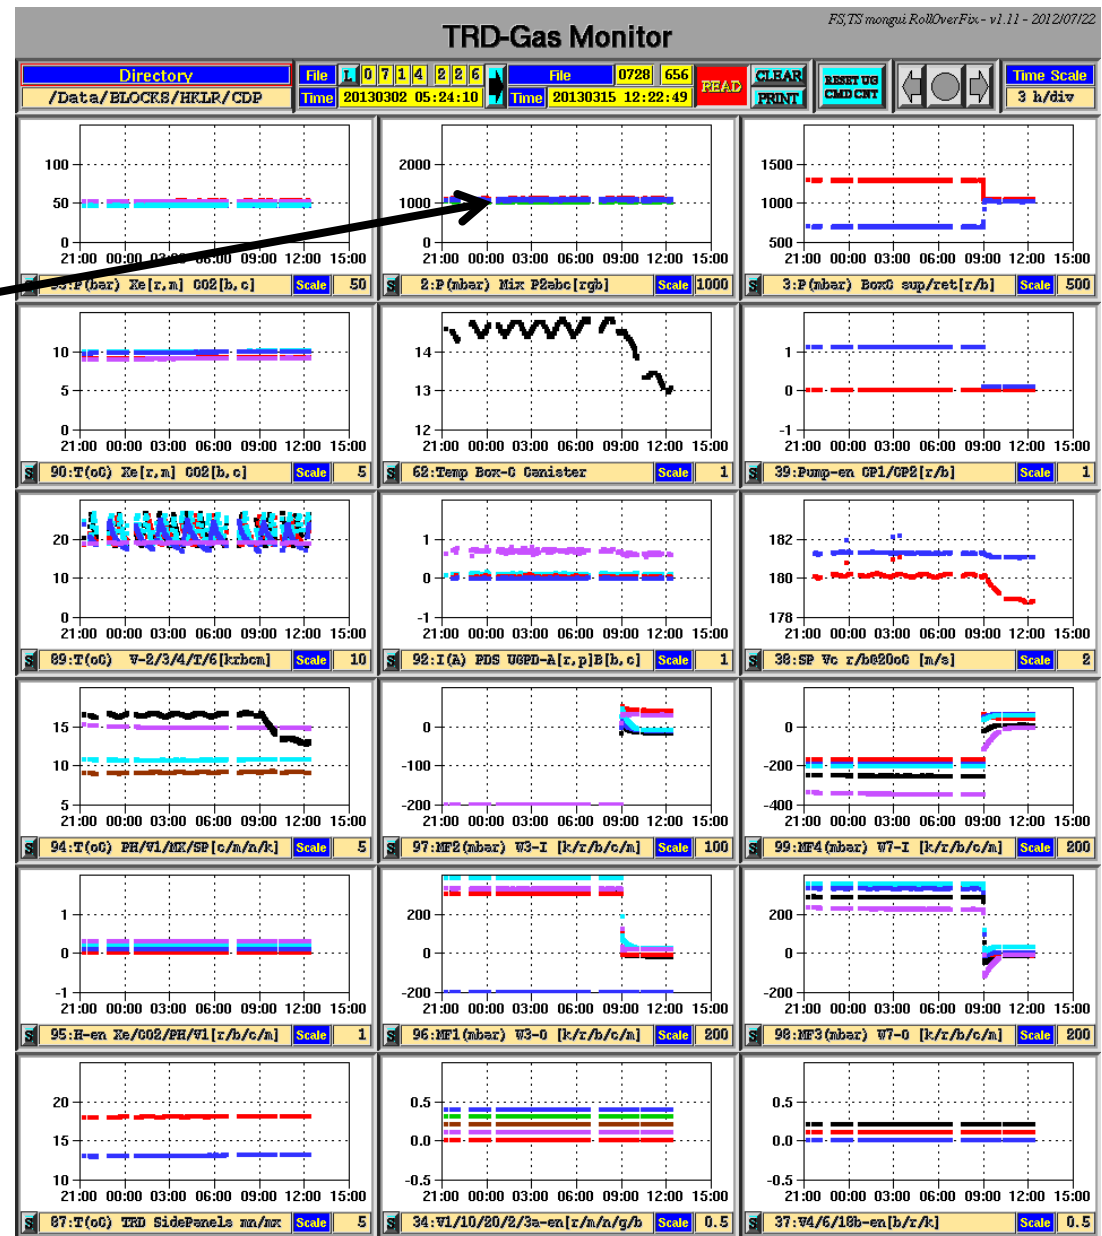 FS,TS mongui RollOverFix - v1.11 - 2012/07/22
TRD-Gas Monitor
Directory
/Data/BLOCKS/HKLR/CDP
File L 0 7 1 4 2 2 6
Time 20130302 05:24:10
File 0728 656
Time 20130315 12:22:49
READ
CLEAR
PRINT
RESET UG
CMD CNT
Time Scale
3 h/div
100
50
0
21:00 00:00 03:00 06:00 09:00 12:00 15:00
S P(bar) Xe[r,m] CO2[b,c] Scale 50
2000
1000
0
21:00 00:00 03:00 06:00 09:00 12:00 15:00
S 2:P(mbar) Mix P2abc[rgb] Scale 1000
1500
1000
500
21:00 00:00 03:00 06:00 09:00 12:00 15:00
S 3:P(mbar) BoxC sup/ret[r/b] Scale 500
10
5
0
21:00 00:00 03:00 06:00 09:00 12:00 15:00
S 90:T(oC) Xe[r,m] CO2[b,c] Scale 5
14
13
12
21:00 00:00 03:00 06:00 09:00 12:00 15:00
S 62:Temp Box-C Canister Scale 1
1
0
-1
21:00 00:00 03:00 06:00 09:00 12:00 15:00
S 39:Pump-en CP1/CP2[r/b] Scale 1
20
10
0
21:00 00:00 03:00 06:00 09:00 12:00 15:00
S 89:T(oC) V-2/3/4/T/6[krbcm] Scale 10
1
0
-1
21:00 00:00 03:00 06:00 09:00 12:00 15:00
S 92:I(A) PDS UGPD-A[r,p]B[b,c] Scale 1
182
180
178
21:00 00:00 03:00 06:00 09:00 12:00 15:00
S 38:SP Vc r/b@20oC [m/s] Scale 2
15
10
5
21:00 00:00 03:00 06:00 09:00 12:00 15:00
S 94:T(oC) PH/V1/MX/SP[c/m/n/k] Scale 5
0
-100
-200
21:00 00:00 03:00 06:00 09:00 12:00 15:00
S 97:MF2(mbar) V3-I [k/r/b/c/m] Scale 100
0
-200
-400
21:00 00:00 03:00 06:00 09:00 12:00 15:00
S 99:MF4(mbar) V7-I [k/r/b/c/m] Scale 200
1
0
-1
21:00 00:00 03:00 06:00 09:00 12:00 15:00
S 95:H-en Xe/CO2/PH/V1[r/b/c/m] Scale 1
200
0
-200
21:00 00:00 03:00 06:00 09:00 12:00 15:00
S 96:MF1(mbar) V3-O [k/r/b/c/m] Scale 200
200
0
-200
21:00 00:00 03:00 06:00 09:00 12:00 15:00
S 98:MF3(mbar) V7-O [k/r/b/c/m] Scale 200
20
15
10
21:00 00:00 03:00 06:00 09:00 12:00 15:00
S 87:T(oC) TRD SidePanels mn/mx Scale 5
0.5
0.0
-0.5
21:00 00:00 03:00 06:00 09:00 12:00 15:00
S 34:V1/10/20/2/3a-en[r/m/n/g/b Scale 0.5
0.5
0.0
-0.5
21:00 00:00 03:00 06:00 09:00 12:00 15:00
S 37:V4/6/18b-en[b/r/k] Scale 0.5